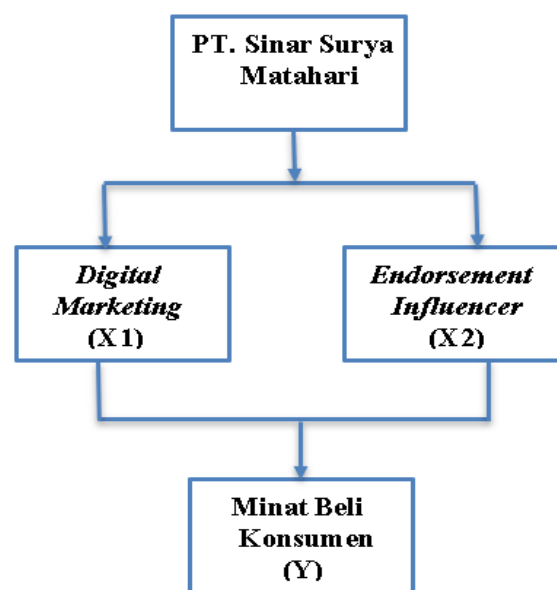 PT. Sinar Surya
Matahari
Digital
Marketing
(X1)
Endorsement
Influencer
(X2)
Minat Beli
Konsumen
(Y)